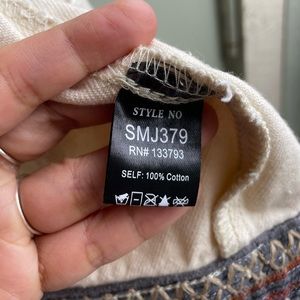 STYLE NO
SMJ379
RN# 133793
SELF: 100% Cotton